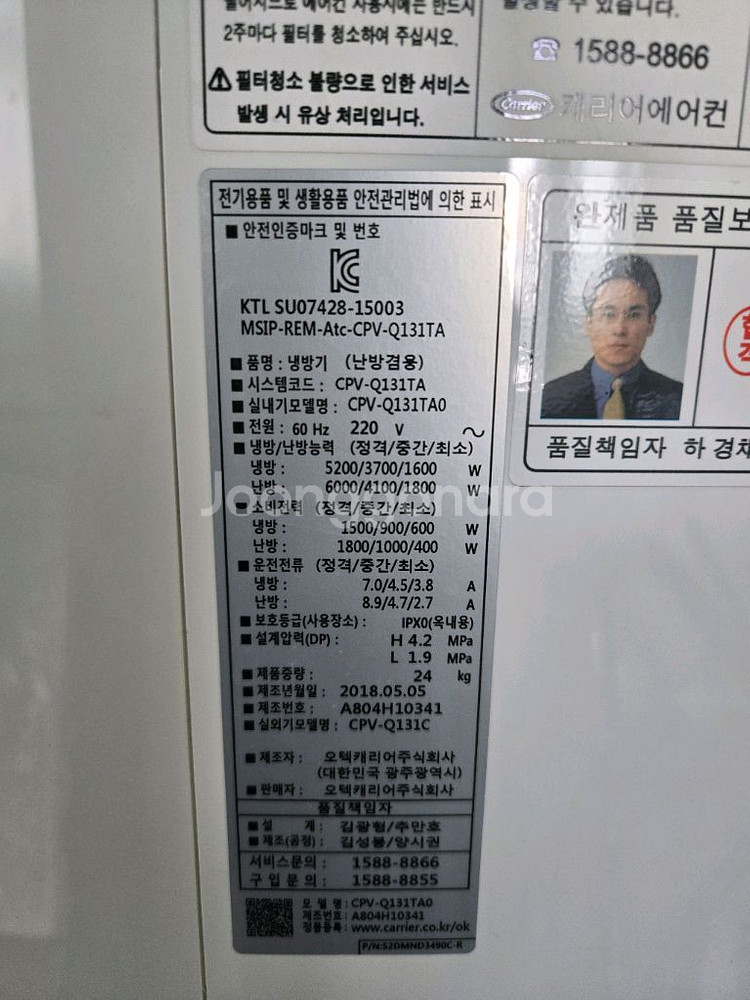 2주마다 필터를 청소하여 주십시오.
⚠필터청소 불량으로 인한 서비스
발생 시 유상 처리입니다.
☎ 1588-8866
Carrier 캐리어에어컨
전기용품 및 생활용품 안전관리법에 의한 표시
■ 안전인증마크 및 번호
KC
KTL SU07428-15003
MSIP-REM-Atc-CPV-Q131TA
■ 품명 : 냉방기 (난방겸용)
■ 시스템코드 : CPV-Q131TA
■ 실내기모델명 : CPV-Q131TA0
■ 전원 : 60 Hz 220 V ~
■ 냉방/난방능력 (정격/중간/최소)
냉방 : 5200/3700/1600 W
난방 : 6000/4100/1800 W
■ 소비전력 (정격/중간/최소)
냉방 : 1500/900/600 W
난방 : 1800/1000/400 W
■ 운전전류 (정격/중간/최소)
냉방 : 7.0/4.5/3.8 A
난방 : 8.9/4.7/2.7 A
■ 보호등급(사용장소) : IPX0(옥내용)
■ 설계압력(DP) : H 4.2 MPa
L 1.9 MPa
■ 제품중량 : 24 kg
■ 제조년월일 : 2018.05.05
■ 제조번호 : A804H10341
■ 실외기모델명 : CPV-Q131C
■ 제조자 : 오텍캐리어주식회사
(대한민국 광주광역시)
■ 판매자 : 오텍캐리어주식회사
품질책임자
■ 설 계 : 김광형/추만호
■ 제조(공정) : 김성봉/양시권
서비스문의 : 1588-8866
구입문의 : 1588-8855
모델명 : CPV-Q131TA0
제조번호 : A804H10341
정품등록 : www.carrier.co.kr/ok
P/N:52DMND3490C-R
완제품 품질보
합격
품질책임자 하경채
Joonggonara